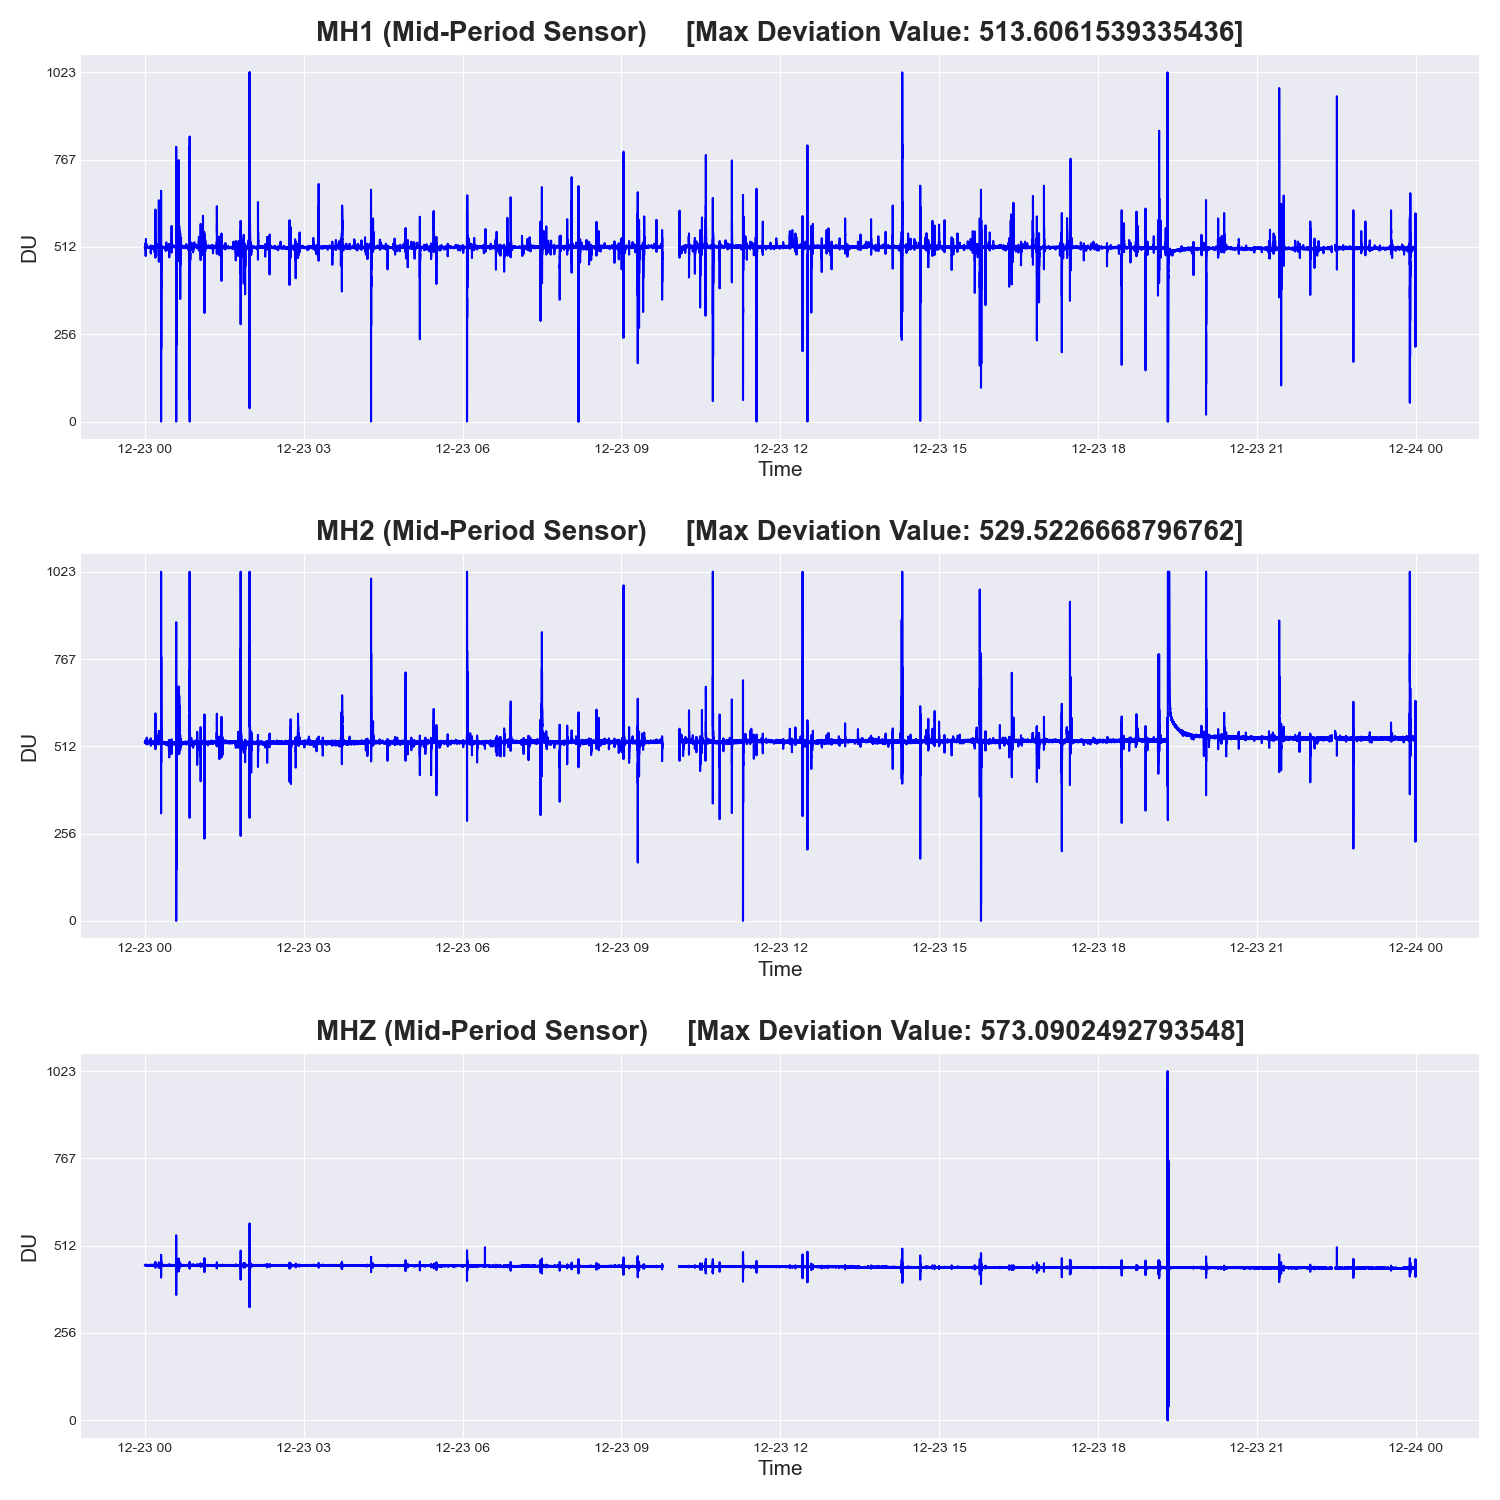 MH1 (Mid-Period Sensor) [Max Deviation Value: 513.6061539335436]
1023
767
512
256
0
DU
12-23 00 12-23 03 12-23 06 12-23 09 12-23 12 12-23 15 12-23 18 12-23 21 12-24 00
Time
MH2 (Mid-Period Sensor) [Max Deviation Value: 529.5226668796762]
1023
767
512
256
0
DU
12-23 00 12-23 03 12-23 06 12-23 09 12-23 12 12-23 15 12-23 18 12-23 21 12-24 00
Time
MHZ (Mid-Period Sensor) [Max Deviation Value: 573.0902492793548]
1023
767
512
256
0
DU
12-23 00 12-23 03 12-23 06 12-23 09 12-23 12 12-23 15 12-23 18 12-23 21 12-24 00
Time